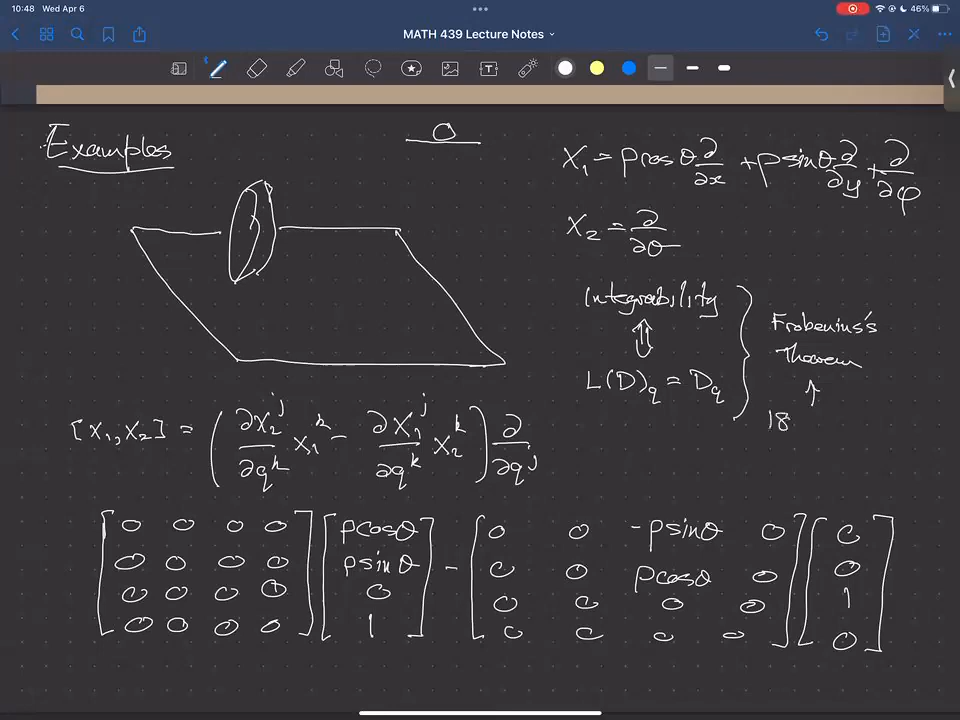 10:48 Wed Apr 6
46%
MATH 439 Lecture Notes
Examples
X₁ = ρcosθ ∂/∂x + ρsinθ ∂/∂y + ∂/∂φ
X₂ = ∂/∂θ
Integrability
⇕
L(D)_q = D_q
Frobenius's
Theorem
↑
18
[X₁, X₂] = ( ∂X₂^j/∂q^k X₁^k − ∂X₁^j/∂q^k X₂^k ) ∂/∂q^j
[0 0 0 0] [ρcosθ] − [0 0 -ρsinθ 0] [0]
[0 0 0 0] [ρsinθ] [0 0 ρcosθ 0] [0]
[0 0 0 0] [0] [0 0 0 0] [1]
[0 0 0 0] [1] [0 0 0 0] [0]